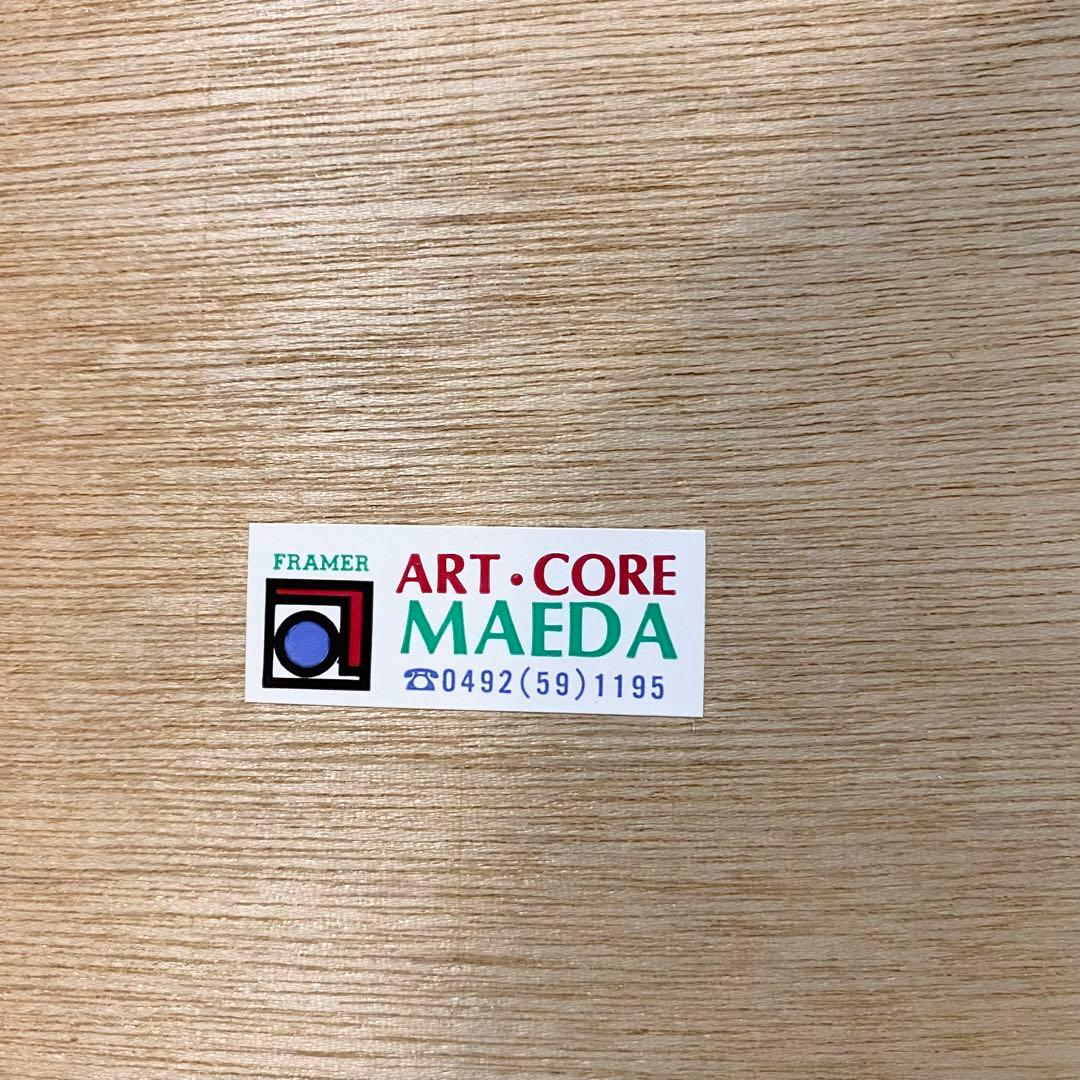 FRAMER
ART・CORE
MAEDA
☎0492(59)1195